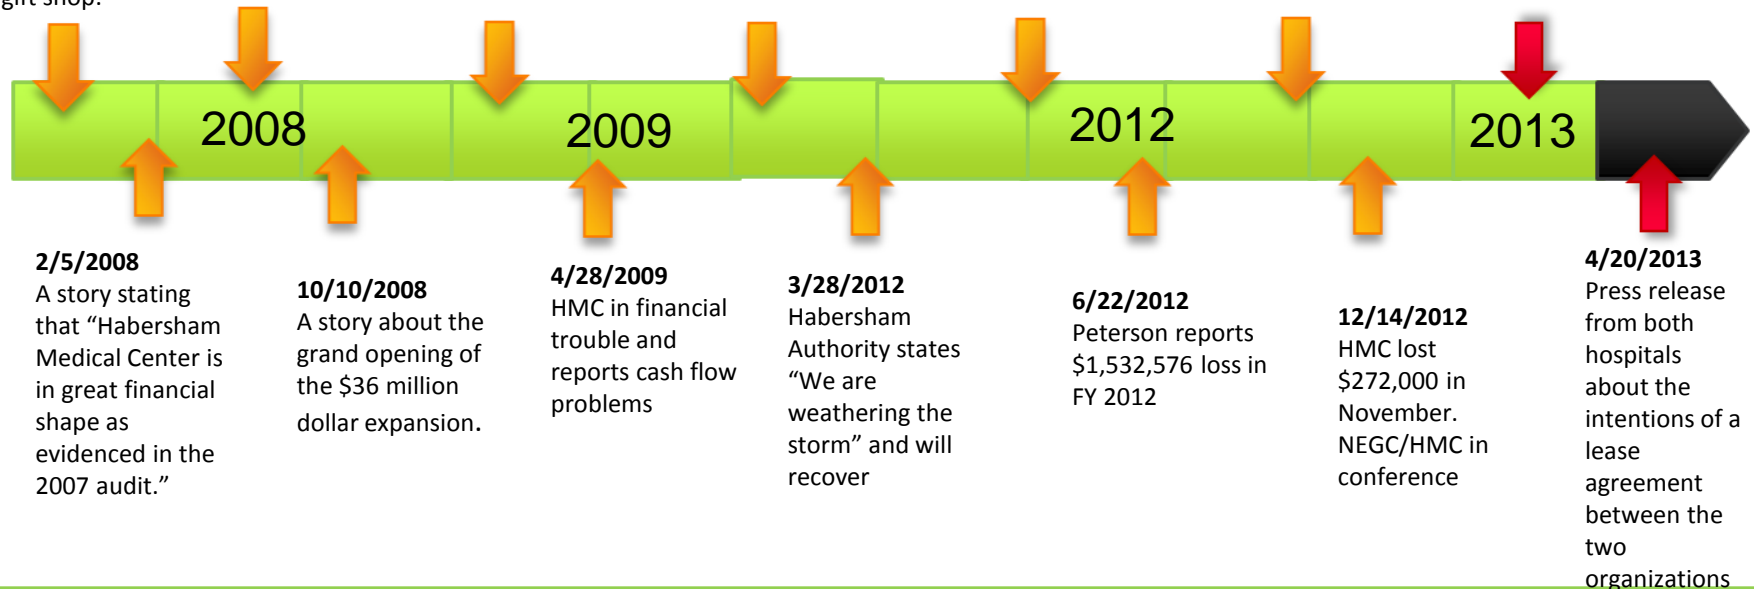 gift shop.
2008
2009
2012
2013
2/5/2008
A story stating
that “Habersham
Medical Center is
in great financial
shape as
evidenced in the
2007 audit.”
10/10/2008
A story about the
grand opening of
the $36 million
dollar expansion.
4/28/2009
HMC in financial
trouble and
reports cash flow
problems
3/28/2012
Habersham
Authority states
“We are
weathering the
storm” and will
recover
6/22/2012
Peterson reports
$1,532,576 loss in
FY 2012
12/14/2012
HMC lost
$272,000 in
November.
NEGC/HMC in
conference
4/20/2013
Press release
from both
hospitals
about the
intentions of a
lease
agreement
between the
two
organizations